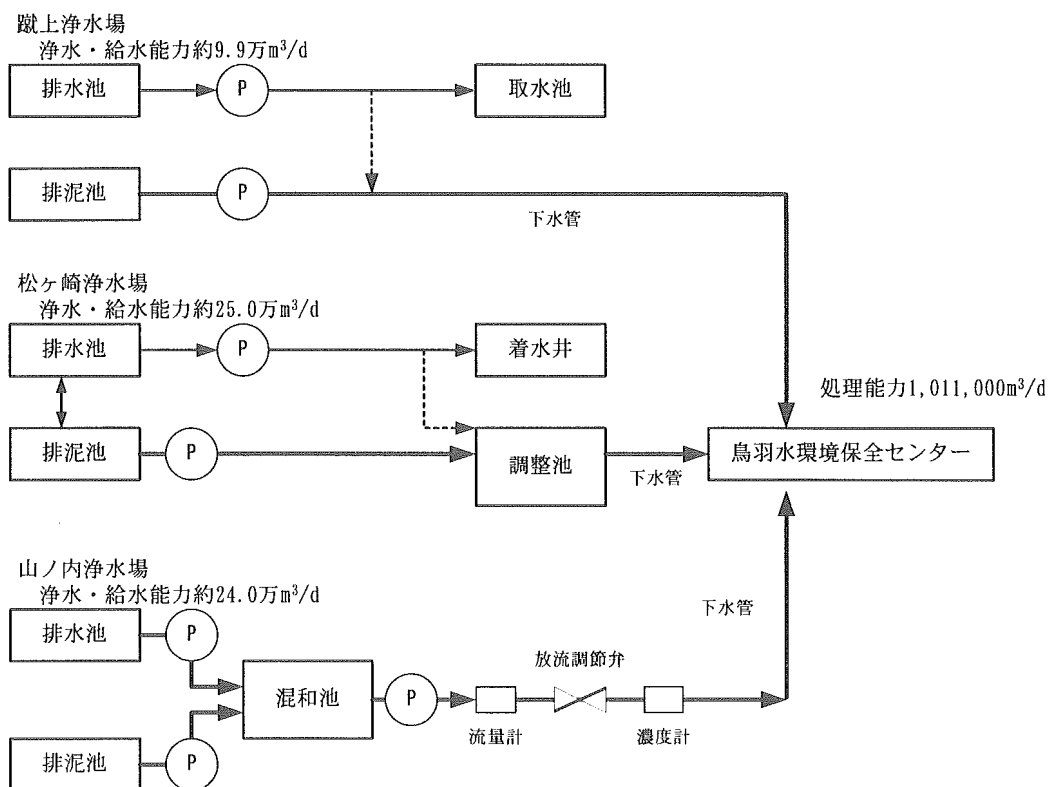 蹴上浄水場
浄水・給水能力約9.9万m³/d
排水池
P
取水池
排泥池
P
下水管
松ヶ崎浄水場
浄水・給水能力約25.0万m³/d
排水池
P
着水井
処理能力1,011,000m³/d
排泥池
P
調整池
下水管
鳥羽水環境保全センター
山ノ内浄水場
浄水・給水能力約24.0万m³/d
下水管
排水池
P
放流調節弁
混和池
P
流量計
濃度計
排泥池
P